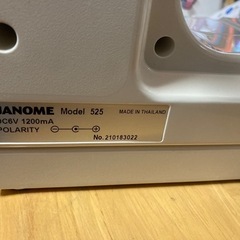 JANOME Model 525
DC6V 1200mA MADE IN THAILAND
POLARITY
No.210183022